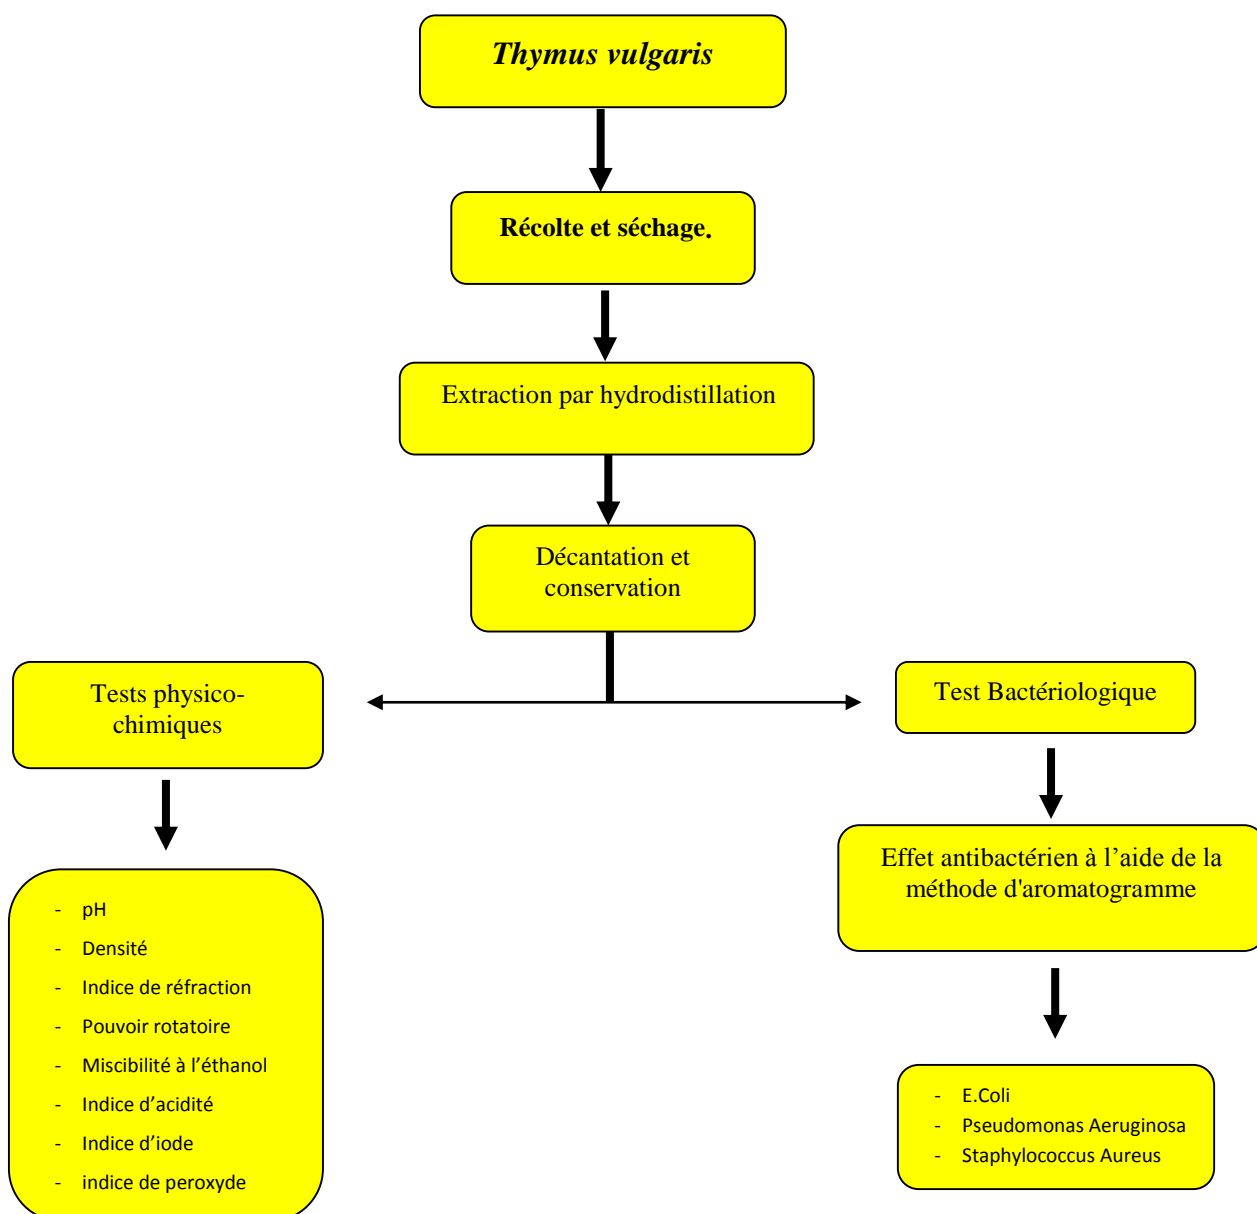 Thymus vulgaris
Récolte et séchage.
Extraction par hydrodistillation
Décantation et
conservation
Tests physico-
chimiques
Test Bactériologique
Effet antibactérien à l’aide de la
méthode d'aromatogramme
- pH
- Densité
- Indice de réfraction
- Pouvoir rotatoire
- Miscibilité à l’éthanol
- Indice d’acidité
- Indice d’iode
- indice de peroxyde
- E.Coli
- Pseudomonas Aeruginosa
- Staphylococcus Aureus